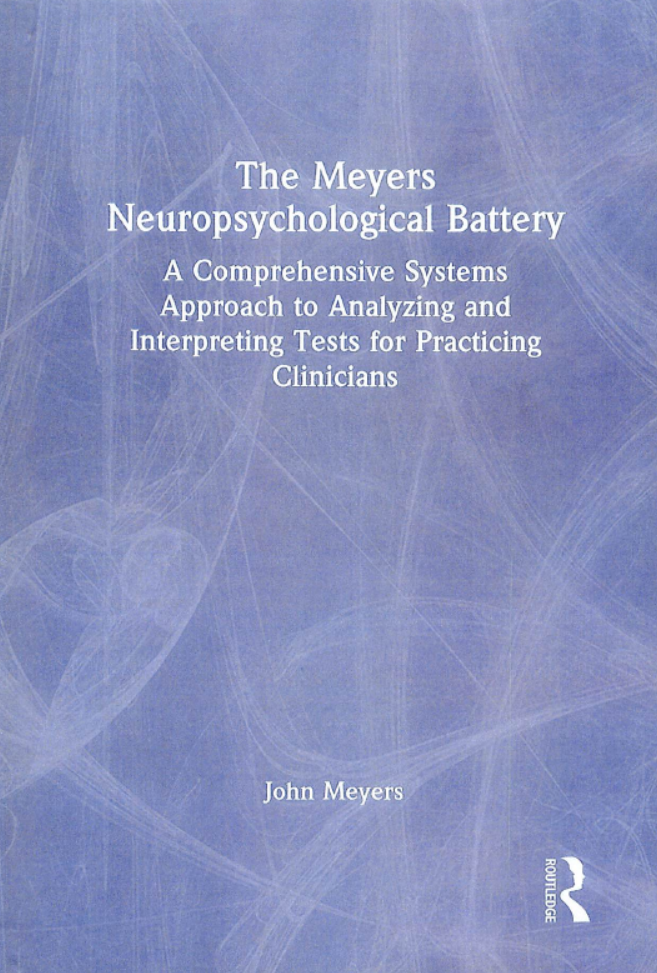 The Meyers
Neuropsychological Battery
A Comprehensive Systems
Approach to Analyzing and
Interpreting Tests for Practicing
Clinicians
John Meyers
ROUTLEDGE